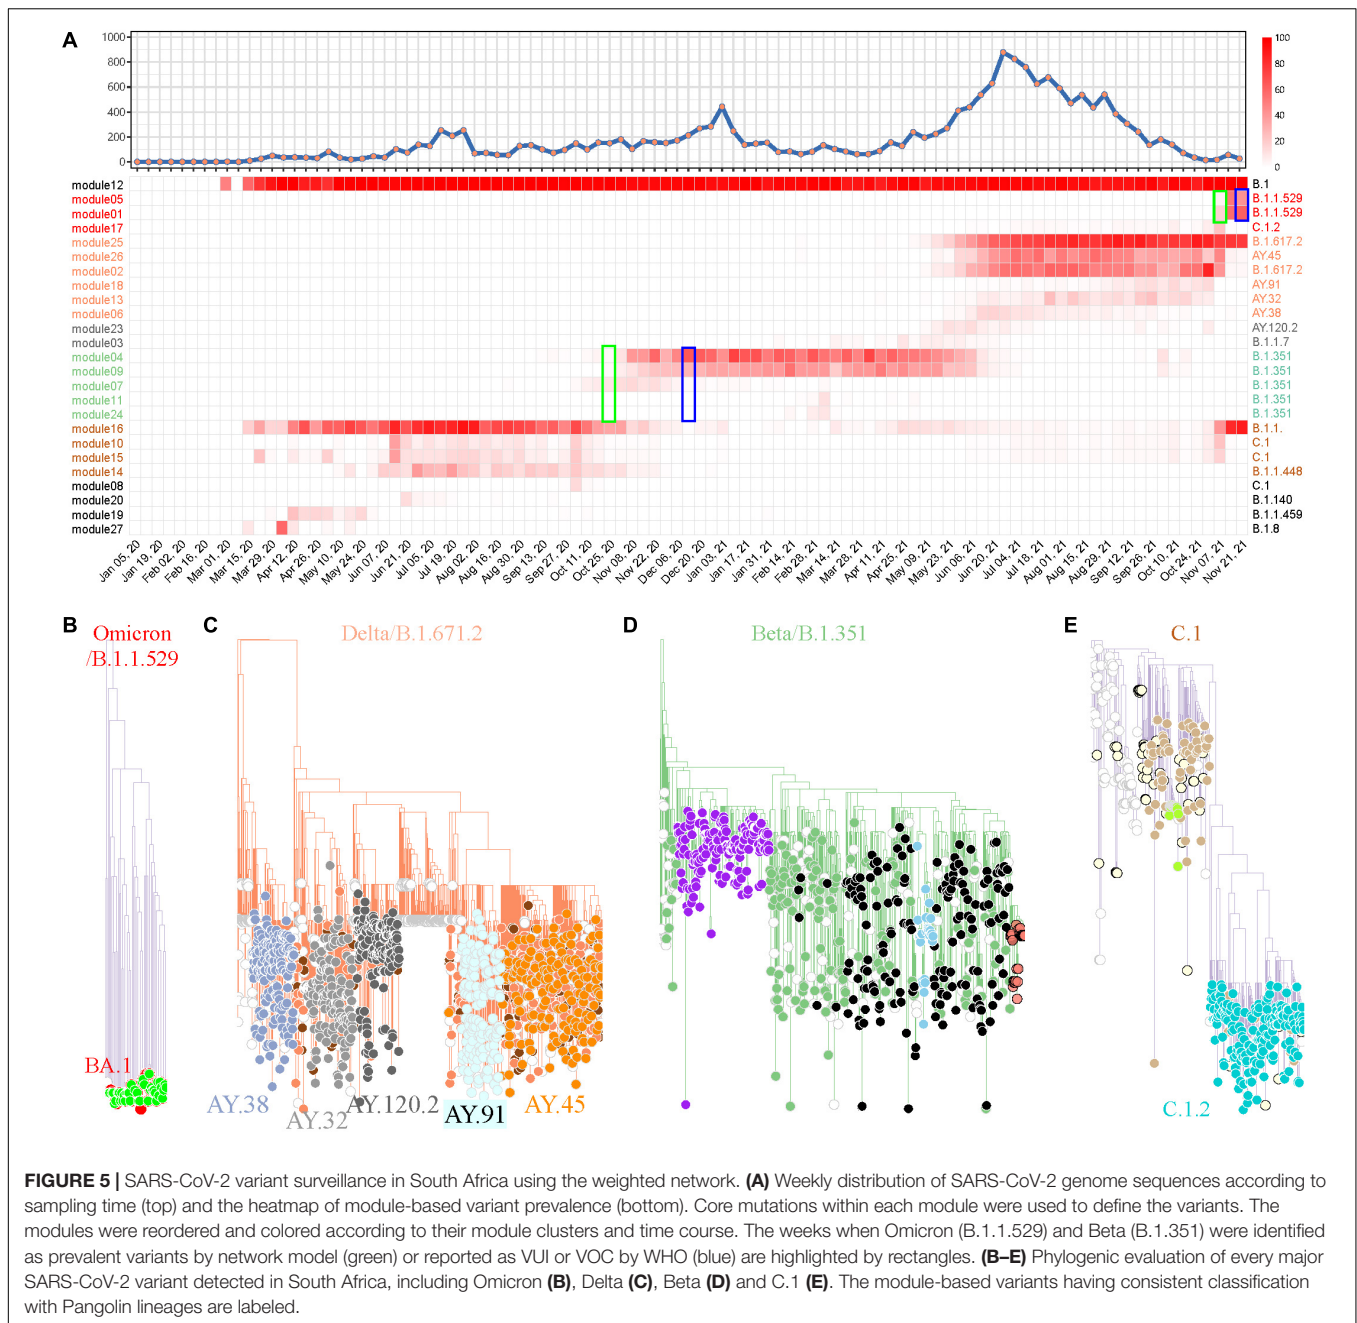 A
1000
800
600
400
200
0
100
80
60
40
20
0
module12 B.1
module05 B.1.1.529
module01 B.1.1.529
module17 C.1.2
module25 B.1.617.2
module26 AY.45
module02 B.1.617.2
module18 AY.91
module13 AY.32
module06 AY.38
module23 AY.120.2
module03 B.1.1.7
module04 B.1.351
module09 B.1.351
module07 B.1.351
module11 B.1.351
module24 B.1.351
module16 B.1.1.
module10 C.1
module15 C.1
module14 B.1.1.448
module08 C.1
module20 B.1.140
module19 B.1.1.459
module27 B.1.8
Jan 05, 20 Jan 19, 20 Feb 02, 20 Feb 16, 20 Mar 01, 20 Mar 15, 20 Mar 29, 20 Apr 12, 20 Apr 26, 20 May 10, 20 May 24, 20 Jun 07, 20 Jun 21, 20 Jul 05, 20 Jul 19, 20 Aug 02, 20 Aug 16, 20 Aug 30, 20 Sep 13, 20 Sep 27, 20 Oct 11, 20 Oct 25, 20 Nov 08, 20 Nov 22, 20 Dec 06, 20 Dec 20, 20 Jan 03, 21 Jan 17, 21 Jan 31, 21 Feb 14, 21 Feb 28, 21 Mar 14, 21 Mar 28, 21 Apr 11, 21 Apr 25, 21 May 09, 21 May 23, 21 Jun 06, 21 Jun 20, 21 Jul 04, 21 Jul 18, 21 Aug 01, 21 Aug 15, 21 Aug 29, 21 Sep 12, 21 Sep 26, 21 Oct 10, 21 Oct 24, 21 Nov 07, 21 Nov 21, 21
B
Omicron
/B.1.1.529
BA.1
C
Delta/B.1.671.2
AY.38
AY.32
AY.120.2
AY.91
AY.45
D
Beta/B.1.351
E
C.1
C.1.2
FIGURE 5 | SARS-CoV-2 variant surveillance in South Africa using the weighted network. (A) Weekly distribution of SARS-CoV-2 genome sequences according to
sampling time (top) and the heatmap of module-based variant prevalence (bottom). Core mutations within each module were used to define the variants. The
modules were reordered and colored according to their module clusters and time course. The weeks when Omicron (B.1.1.529) and Beta (B.1.351) were identified
as prevalent variants by network model (green) or reported as VUI or VOC by WHO (blue) are highlighted by rectangles. (B–E) Phylogenic evaluation of every major
SARS-CoV-2 variant detected in South Africa, including Omicron (B), Delta (C), Beta (D) and C.1 (E). The module-based variants having consistent classification
with Pangolin lineages are labeled.